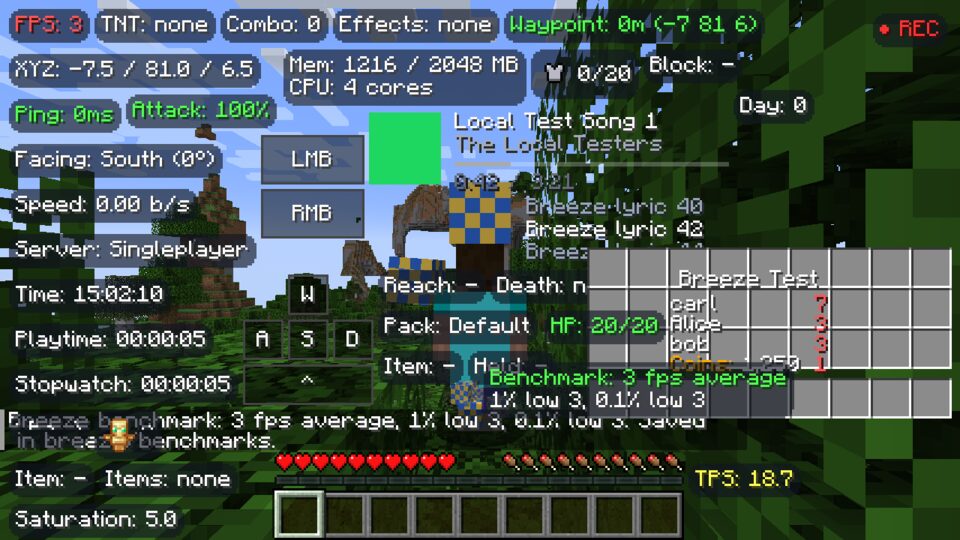 FPS: 3 TNT: none Combo: 0 Effects: none Waypoint: 0m (-7 81 6)
REC
XYZ: -7.5 / 81.0 / 6.5
Mem: 1216 / 2048 MB
CPU: 4 cores
0/20
Block: -
Ping: 0ms
Attack: 100%
Day: 0
Local Test Song 1
The Local Testers
Facing: South (0º)
LMB
0:42 / 3:21
Speed: 0.00 b/s
RMB
Breeze lyric 40
Breeze lyric 42
Breeze
Server: Singleplayer
Breeze Test
Time: 15:02:10
W
Reach: - Death: n
carl 7
Alice 3
bob 3
Coins: 1,250 1
Playtime: 00:00:05
A S D
Pack: Default HP: 20/20
Item: - Held: -
Stopwatch: 00:00:05
^
Benchmark: 3 fps average
1% low 3, 0.1% low 3
Breeze benchmark: 3 fps average, 1% low 3, 0.1% low 3. Saved
in breeze-benchmarks.
Item: - Items: none
TPS: 18.7
Saturation: 5.0